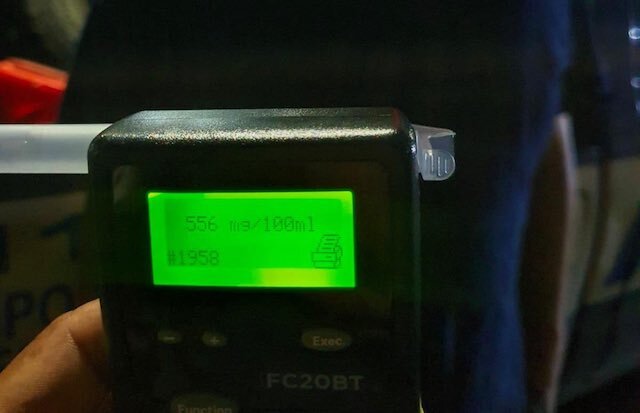 556 mg/100ml
#1958
- +
Exec.
FC20BT
Function